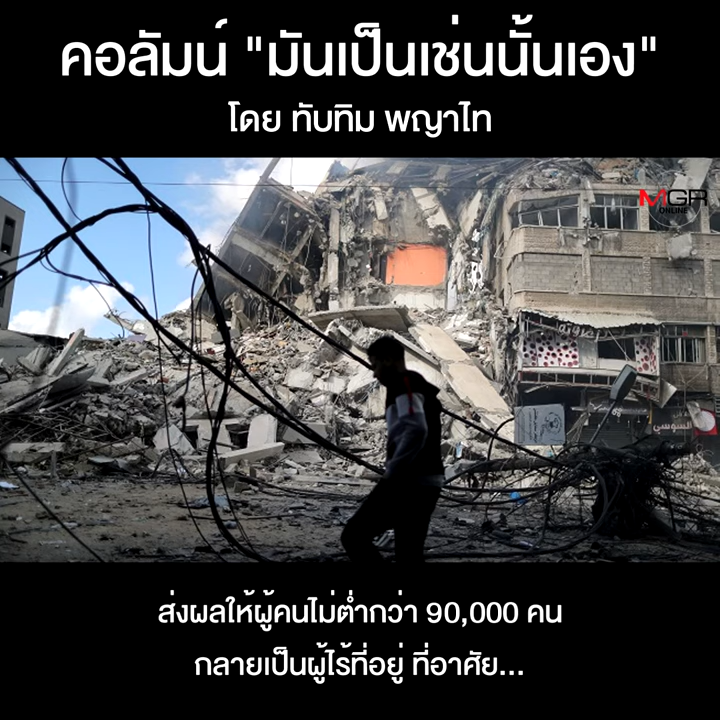 คอลัมน์ "มันเป็นเช่นนั้นเอง"
โดย ทับทิม พญาไท
MGR
ONLINE
السوسي
ส่งผลให้ผู้คนไม่ต่ำกว่า 90,000 คน
กลายเป็นผู้ไร้ที่อยู่ ที่อาศัย...